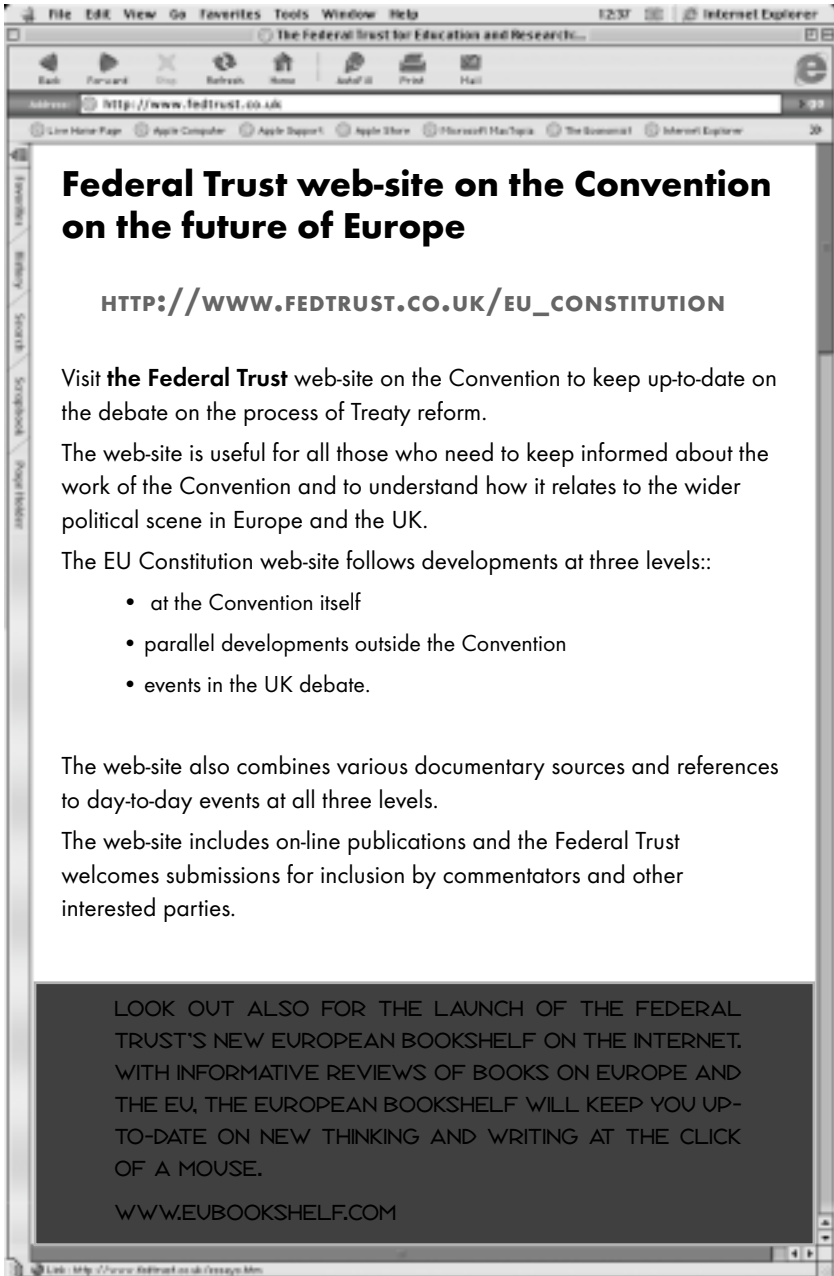 File Edit View Go Favorites Tools Window Help 12:37 Internet Explorer
The Federal Trust for Education and Research:...
Back Forward Stop Refresh Home AutoFill Print Mail
Address: http://www.fedtrust.co.uk go
Live Home Page Apple Computer Apple Support Apple Store Microsoft MacTopia The Economist Internet Explorer
Favorites
History
Search
Scrapbook
Page Holder
Federal Trust web-site on the Convention
on the future of Europe
HTTP://WWW.FEDTRUST.CO.UK/EU_CONSTITUTION
Visit the Federal Trust web-site on the Convention to keep up-to-date on
the debate on the process of Treaty reform.
The web-site is useful for all those who need to keep informed about the
work of the Convention and to understand how it relates to the wider
political scene in Europe and the UK.
The EU Constitution web-site follows developments at three levels::
• at the Convention itself
• parallel developments outside the Convention
• events in the UK debate.
The web-site also combines various documentary sources and references
to day-to-day events at all three levels.
The web-site includes on-line publications and the Federal Trust
welcomes submissions for inclusion by commentators and other
interested parties.
LOOK OUT ALSO FOR THE LAUNCH OF THE FEDERAL
TRUST'S NEW EUROPEAN BOOKSHELF ON THE INTERNET.
WITH INFORMATIVE REVIEWS OF BOOKS ON EUROPE AND
THE EU, THE EUROPEAN BOOKSHELF WILL KEEP YOU UP-
TO-DATE ON NEW THINKING AND WRITING AT THE CLICK
OF A MOUSE.
WWW.EUBOOKSHELF.COM
Link: http://www.fedtrust.co.uk/essays.htm